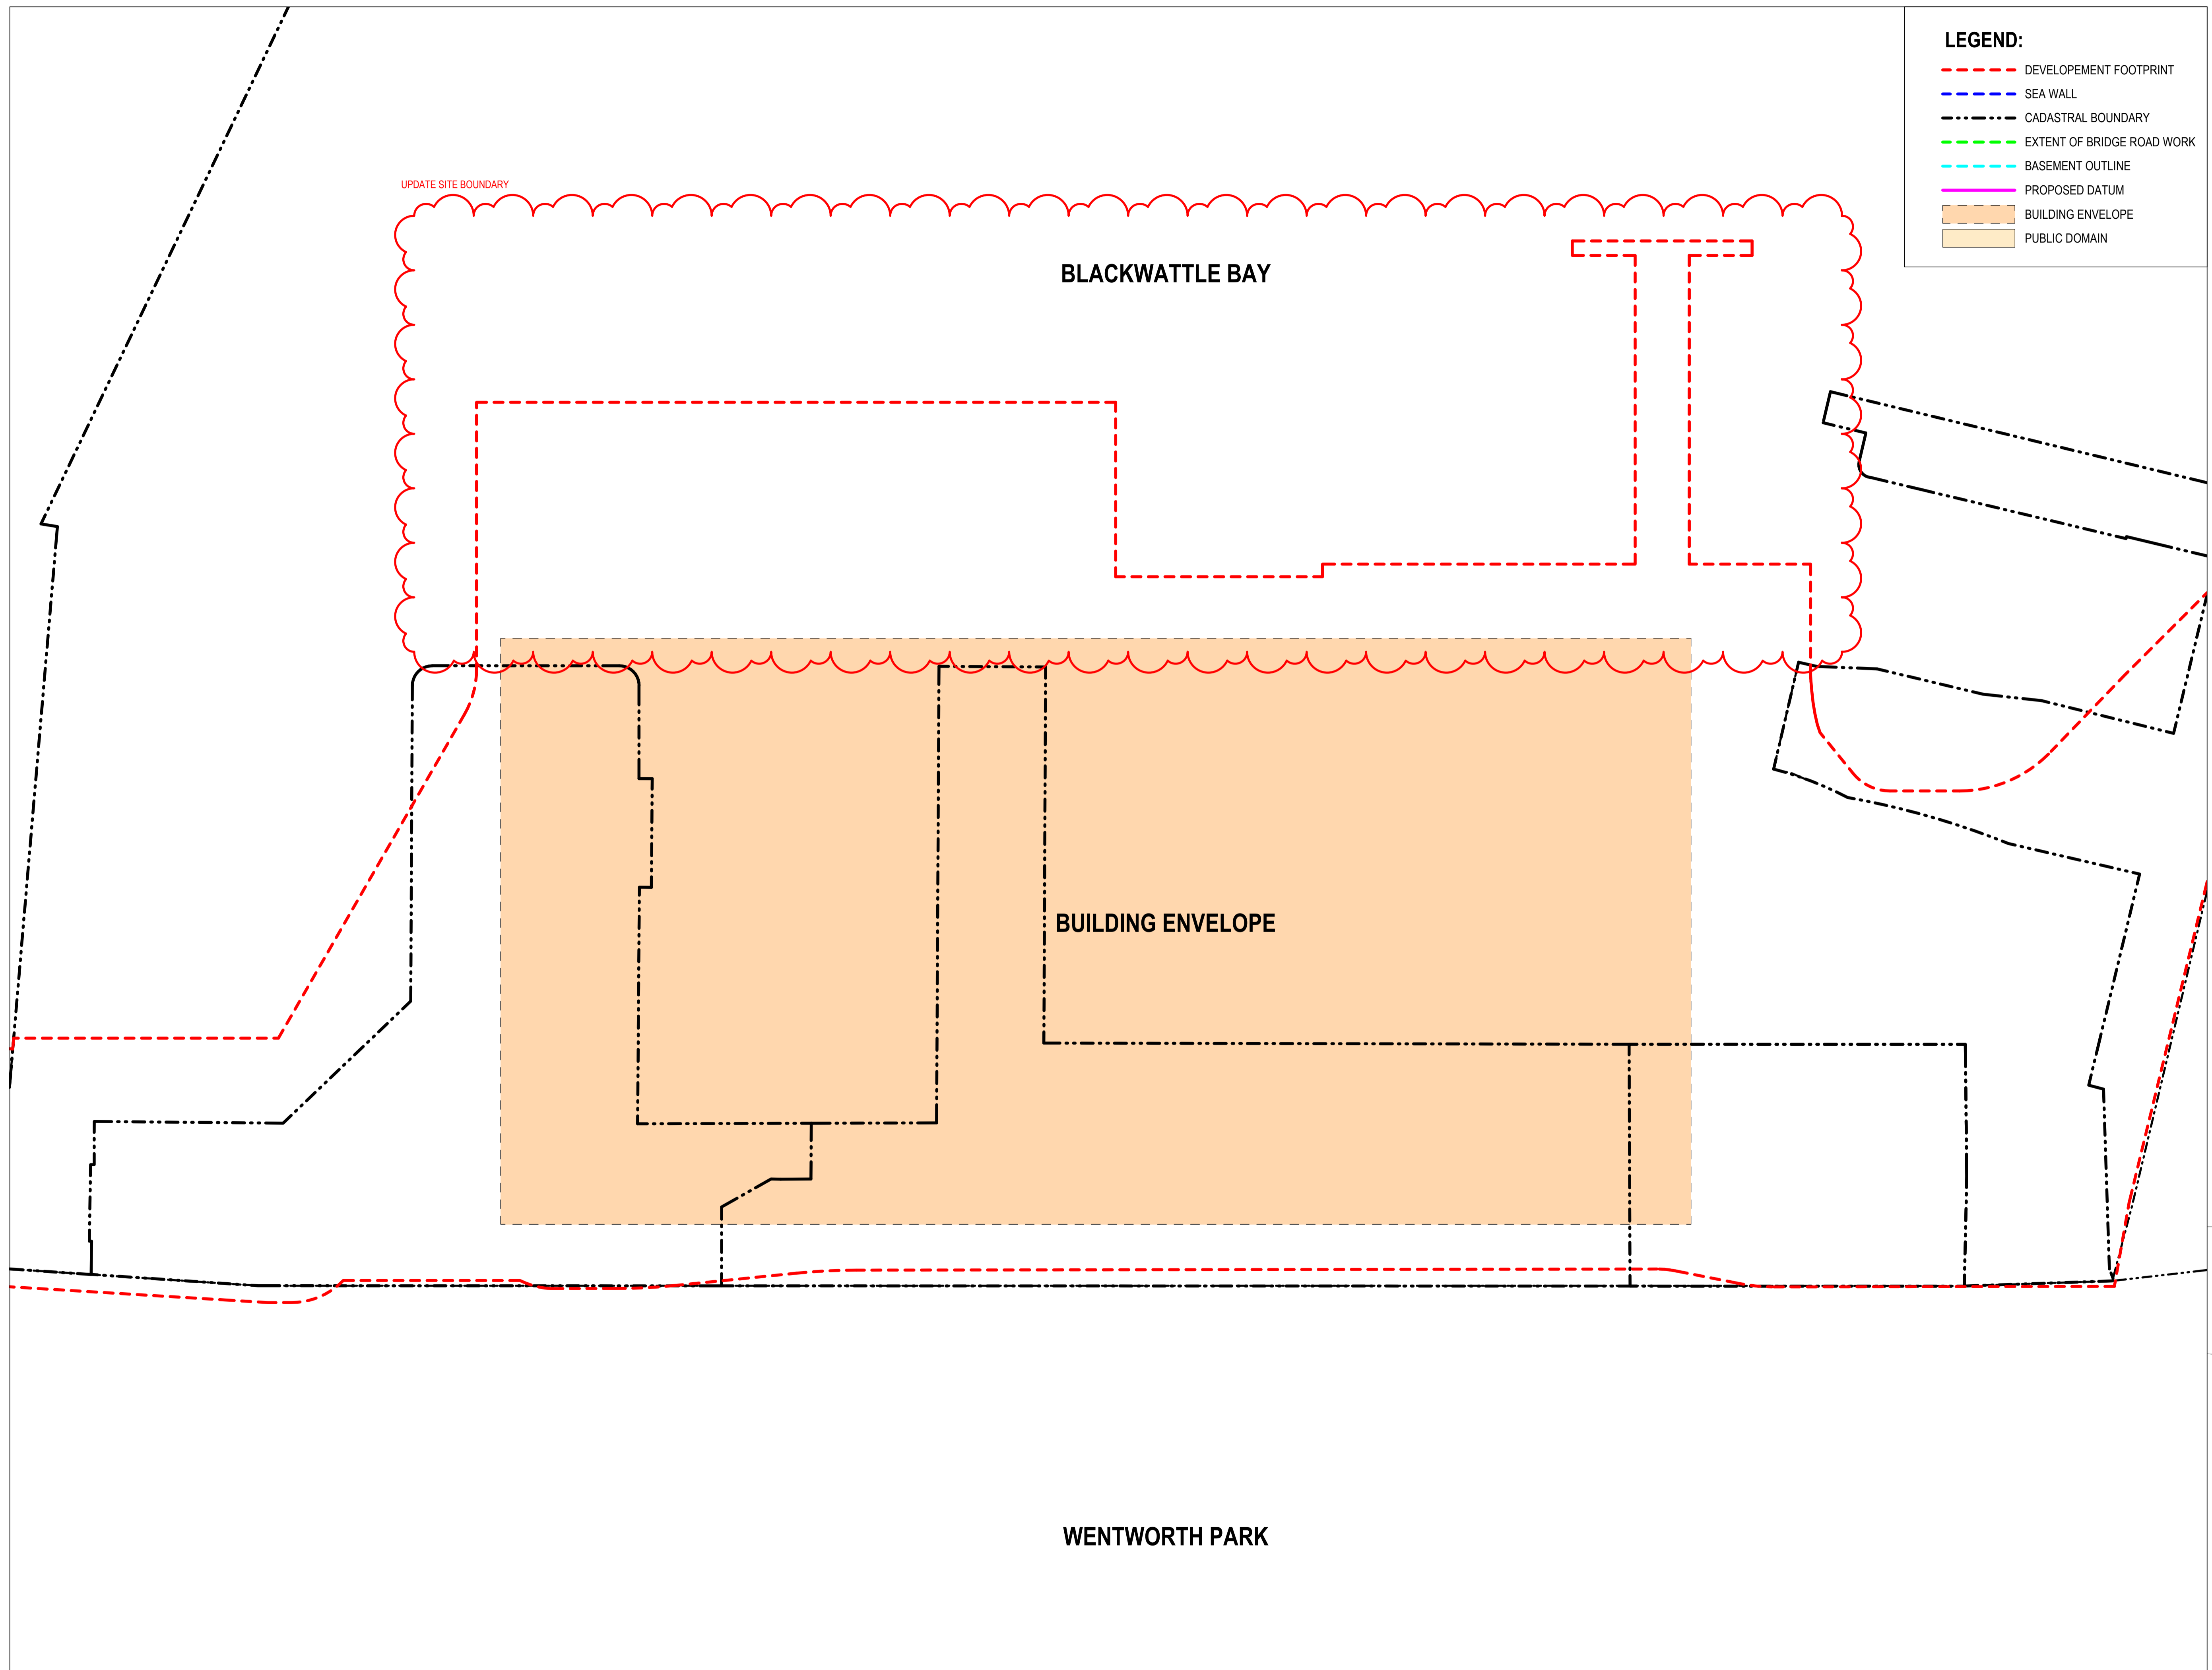 LEGEND:
DEVELOPEMENT FOOTPRINT
SEA WALL
CADASTRAL BOUNDARY
EXTENT OF BRIDGE ROAD WORK
BASEMENT OUTLINE
PROPOSED DATUM
BUILDING ENVELOPE
PUBLIC DOMAIN
UPDATE SITE BOUNDARY
BLACKWATTLE BAY
BUILDING ENVELOPE
WENTWORTH PARK